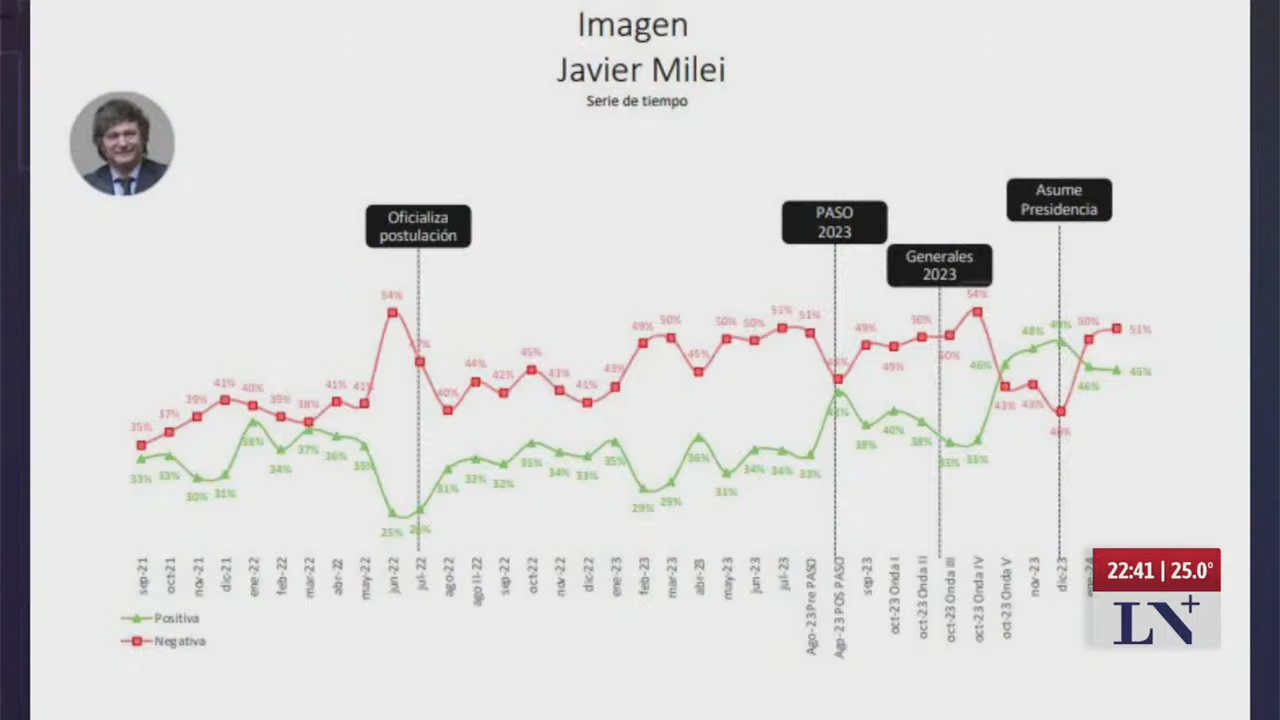 Imagen
Javier Milei
Serie de tiempo
Asume
Presidencia
PASO
2023
Oficializa
postulación
Generales
2023
54% 54%
49% 50% 45% 50% 50% 51% 51% 49% 49% 50% 50% 43% 43% 50% 51%
35% 37% 39% 41% 40% 39% 38% 41% 41% 40% 44% 42% 45% 43% 41% 43%
33% 33% 30% 31% 36% 34% 37% 36% 33% 25% 26% 31% 33% 32% 35% 34% 33% 35% 29% 29% 36% 31% 34% 34% 33% 42% 38% 40% 38% 35% 35% 46% 48% 49% 46% 45%
sep-21
oct-21
nov-21
dic-21
ene-22
feb-22
mar-22
abr-22
may-22
jun-22
jul-22
ago-22
ago II-22
sep-22
oct-22
nov-22
dic-22
ene-23
feb-23
mar-23
abr-23
may-23
jun-23
jul-23
Ago-23 Pre PASO
Ago-23 POS PASO
sep-23
oct-23 Onda I
oct-23 Onda II
oct-23 Onda III
oct-23 Onda IV
oct-23 Onda V
nov-23
dic-23
Positiva
Negativa
22:41 | 25.0°
LN+